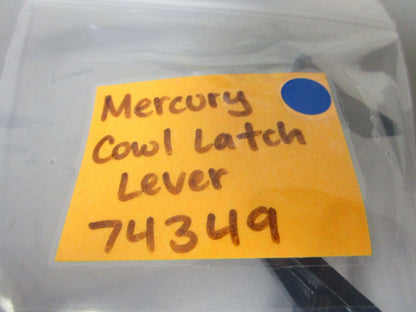 Mercury
Cowl Latch
Lever
74349